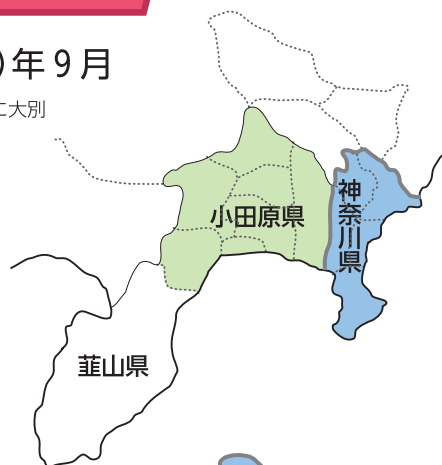 )年9月
に大別
小田原県
神奈川県
韮山県